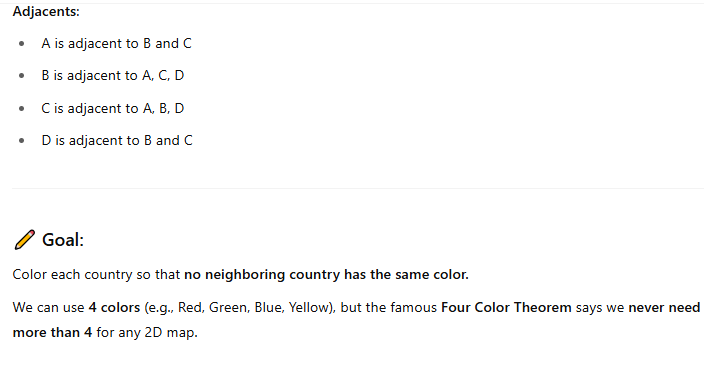 Adjacents:
A is adjacent to B and C
B is adjacent to A, C, D
C is adjacent to A, B, D
D is adjacent to B and C
Goal:
Color each country so that no neighboring country has the same color.
We can use 4 colors (e.g., Red, Green, Blue, Yellow), but the famous Four Color Theorem says we never need
more than 4 for any 2D map.